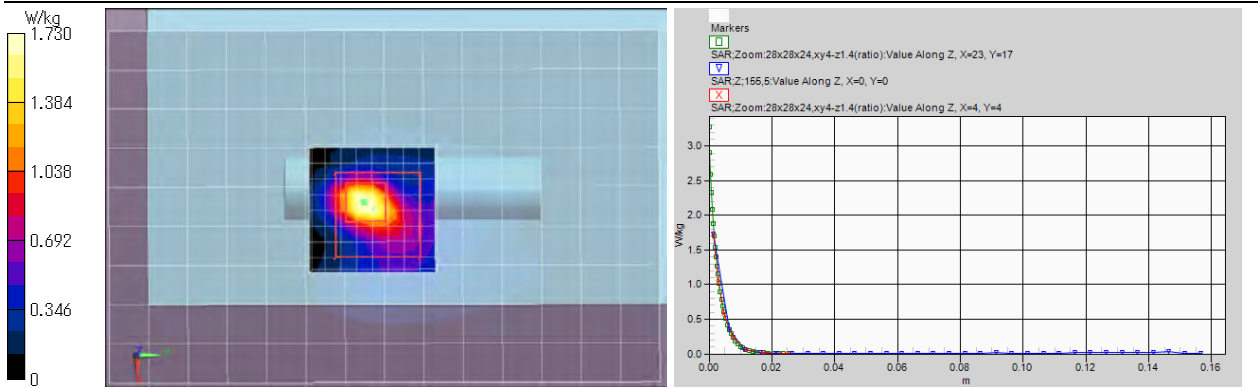 W/kg
1.730
1.384
1.038
0.692
0.346
0
Markers
SAR;Zoom:28x28x24,xy4-z1.4(ratio):Value Along Z, X=23, Y=17
SAR;Z;155,5:Value Along Z, X=0, Y=0
SAR;Zoom:28x28x24,xy4-z1.4(ratio):Value Along Z, X=4, Y=4
3.0
2.5
2.0
1.5
1.0
0.5
0.0
W/kg
0.00 0.02 0.04 0.06 0.08 0.10 0.12 0.14 0.16
m